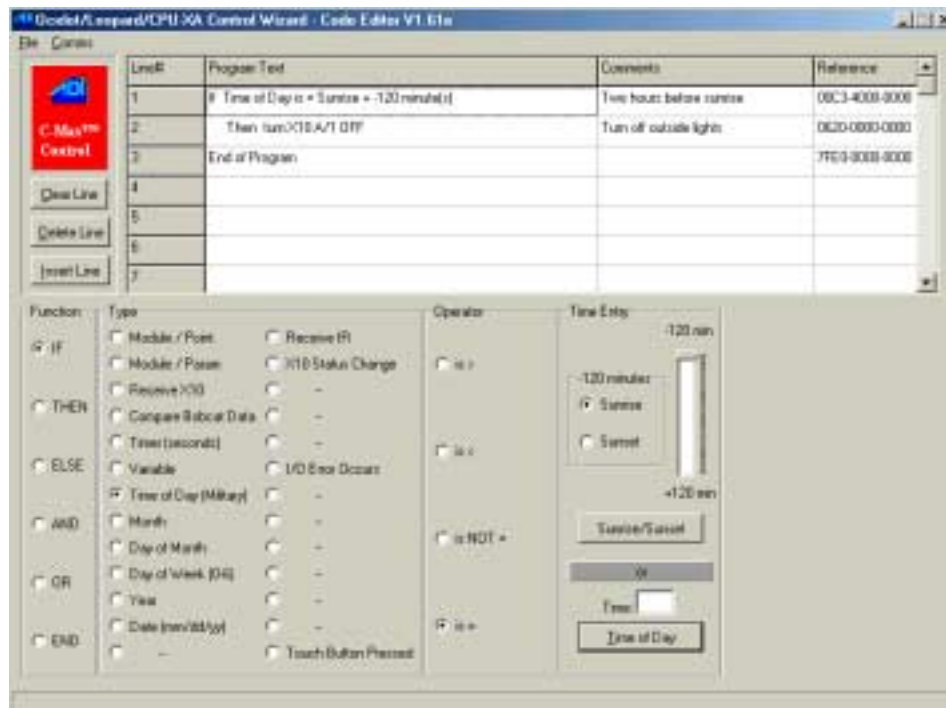 Ocelot/Leopard/CPU-XA Control Wizard - Code Editor V1.61a
File Comms
ADI
C-Max™
Control
Clear Line
Delete Line
Insert Line
Line# Program Text Comments Reference
1 If Time of Day is = Sunrise + -120 minute(s) Two hours before sunrise 08C3-4008-0000
2 Then turn X10 A/1 OFF Turn off outside lights
3 End of Program
4
5
6
7
Function
IF
THEN
ELSE
AND
OR
END
Type
Module / Point
Module / Param
Receive X10
Compare Bobcat Data
Timer (seconds)
Variable
Time of Day (Military)
Month
Day of Month
Day of Week (0-6)
Year
Date (mm/dd/yy)
--
Receive IR
X10 Status Change
--
--
--
I/O Error Occurs
--
--
--
--
--
--
Touch Button Pressed
Operator
is >
is <
is NOT =
is =
Time Entry
-120 min
-120 minutes
Sunrise
Sunset
+120 min
Sunrise/Sunset
Or
Time:
Time of Day